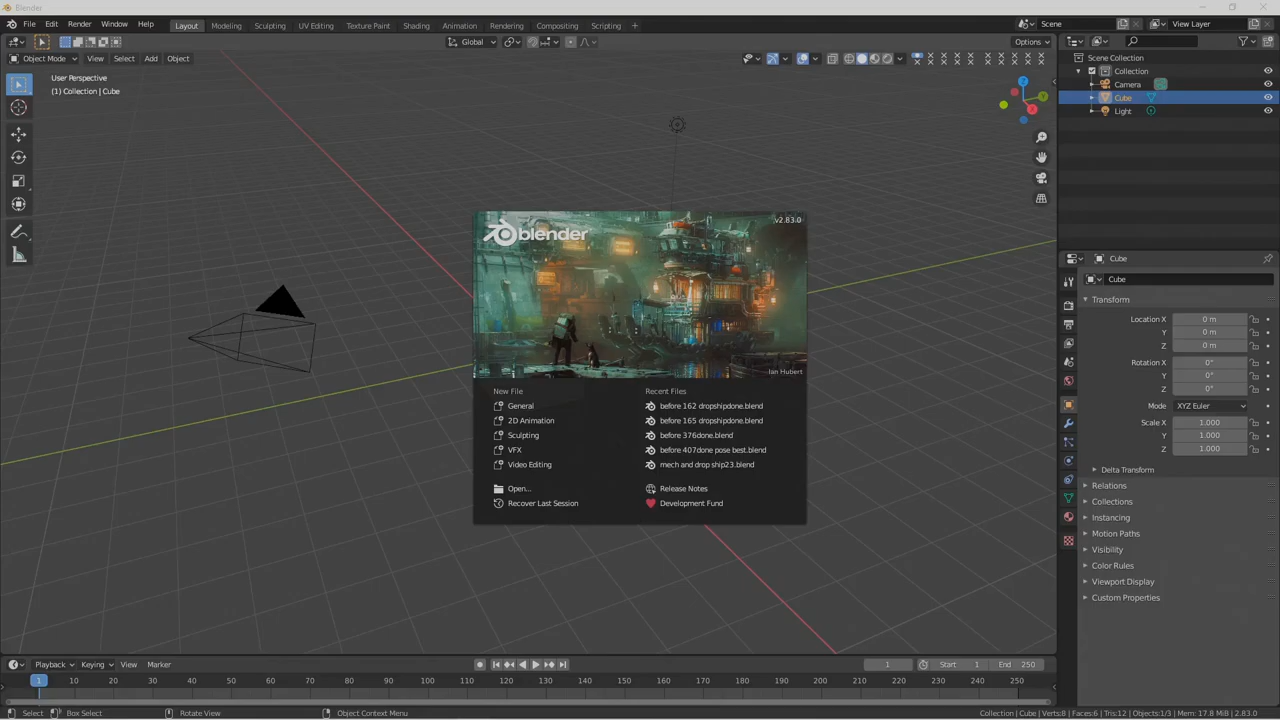 Blender
File Edit Render Window Help
Layout Modeling Sculpting UV Editing Texture Paint Shading Animation Rendering Compositing Scripting +
Scene
View Layer
Global
Options
Object Mode View Select Add Object
User Perspective
(1) Collection | Cube
Scene Collection
Collection
Camera
Cube
Light
blender
v2.83.0
Ian Hubert
New File
General
2D Animation
Sculpting
VFX
Video Editing
Open...
Recover Last Session
Recent Files
before 162 dropshipdone.blend
before 165 dropshipdone.blend
before 376done.blend
before 407done pose best.blend
mech and drop ship23.blend
Release Notes
Development Fund
Cube
Cube
Transform
Location X 0 m
Y 0 m
Z 0 m
Rotation X 0°
Y 0°
Z 0°
Mode XYZ Euler
Scale X 1.000
Y 1.000
Z 1.000
Delta Transform
Relations
Collections
Instancing
Motion Paths
Visibility
Color Rules
Viewport Display
Custom Properties
Playback Keying View Marker
1 Start 1 End 250
1 10 20 30 40 50 60 70 80 90 100 110 120 130 140 150 160 170 180 190 200 210 220 230 240 250
Select Box Select Rotate View Object Context Menu
Collection | Cube | Verts:8 | Faces:6 | Tris:12 | Objects:1/3 | Mem: 17.8 MiB | 2.83.0